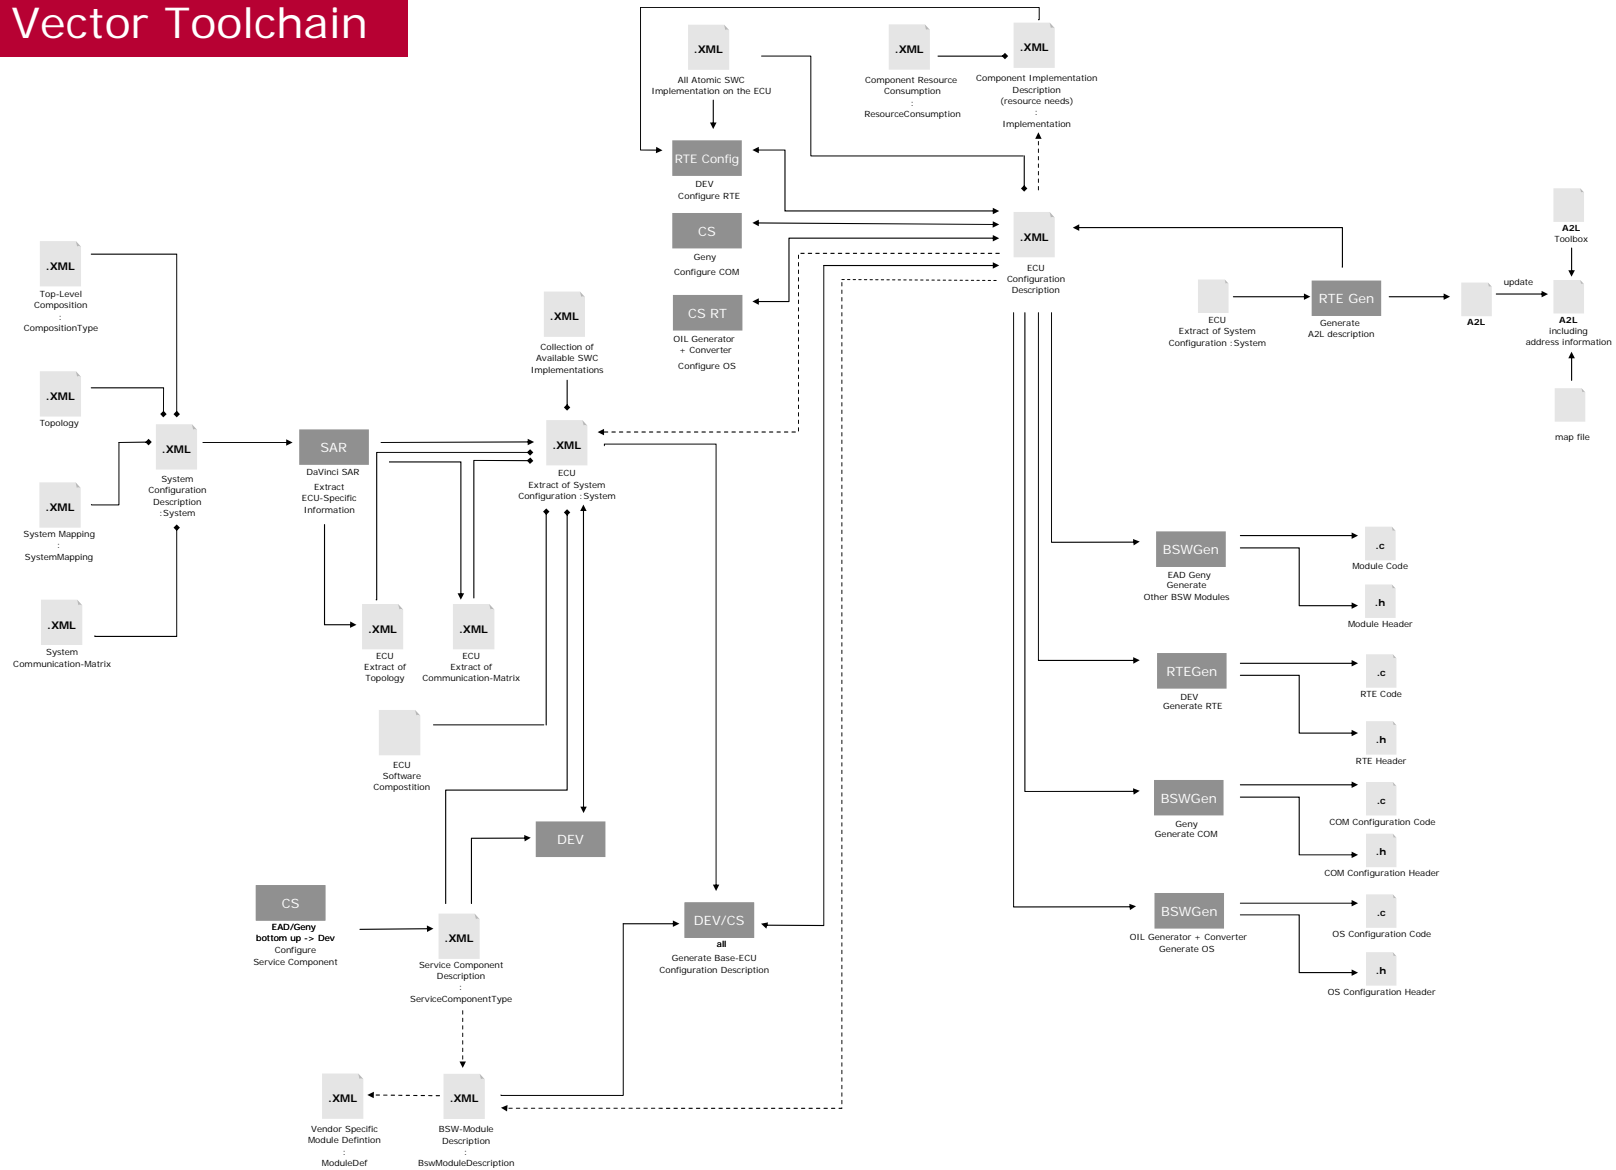 Vector Toolchain
.XML
All Atomic SWC
Implementation on the ECU
.XML
Component Resource
Consumption
:
ResourceConsumption
.XML
Component Implementation
Description
(resource needs)
:
Implementation
RTE Config
DEV
Configure RTE
CS
Geny
Configure COM
CS RT
OIL Generator
+ Converter
Configure OS
.XML
ECU
Configuration
Description
A2L
Toolbox
ECU
Extract of System
Configuration :System
RTE Gen
Generate
A2L description
A2L
update
A2L
including
address information
map file
.XML
Top-Level
Composition
:
CompositionType
.XML
Topology
.XML
System Mapping
:
SystemMapping
.XML
System
Communication-Matrix
.XML
System
Configuration
Description
:System
SAR
DaVinci SAR
Extract
ECU-Specific
Information
.XML
Collection of
Available SWC
Implementations
.XML
ECU
Extract of System
Configuration :System
.XML
ECU
Extract of
Topology
.XML
ECU
Extract of
Communication-Matrix
ECU
Software
Compostition
DEV
CS
EAD/Geny
bottom up -> Dev
Configure
Service Component
.XML
Service Component
Description
:
ServiceComponentType
DEV/CS
all
Generate Base-ECU
Configuration Description
.XML
Vendor Specific
Module Defintion
:
ModuleDef
.XML
BSW-Module
Description
:
BswModuleDescription
BSWGen
EAD Geny
Generate
Other BSW Modules
.c
Module Code
.h
Module Header
RTEGen
DEV
Generate RTE
.c
RTE Code
.h
RTE Header
BSWGen
Geny
Generate COM
.c
COM Configuration Code
.h
COM Configuration Header
BSWGen
OIL Generator + Converter
Generate OS
.c
OS Configuration Code
.h
OS Configuration Header